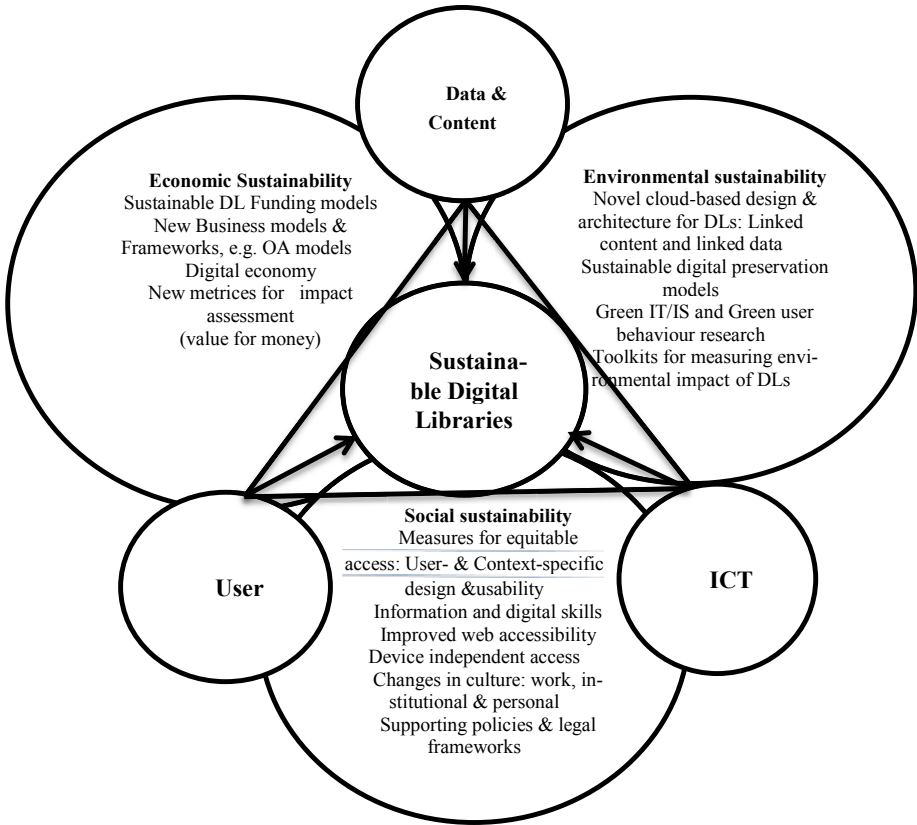 Data &
Content
Economic Sustainability
Sustainable DL Funding models
New Business models &
Frameworks, e.g. OA models
Digital economy
New metrices for impact
assessment
(value for money)
Environmental sustainability
Novel cloud-based design &
architecture for DLs: Linked
content and linked data
Sustainable digital preservation
models
Green IT/IS and Green user
behaviour research
Toolkits for measuring envi-
ronmental impact of DLs
Sustaina-
ble Digital
Libraries
User
Social sustainability
Measures for equitable
access: User- & Context-specific
design &usability
Information and digital skills
Improved web accessibility
Device independent access
Changes in culture: work, in-
stitutional & personal
Supporting policies & legal
frameworks
ICT